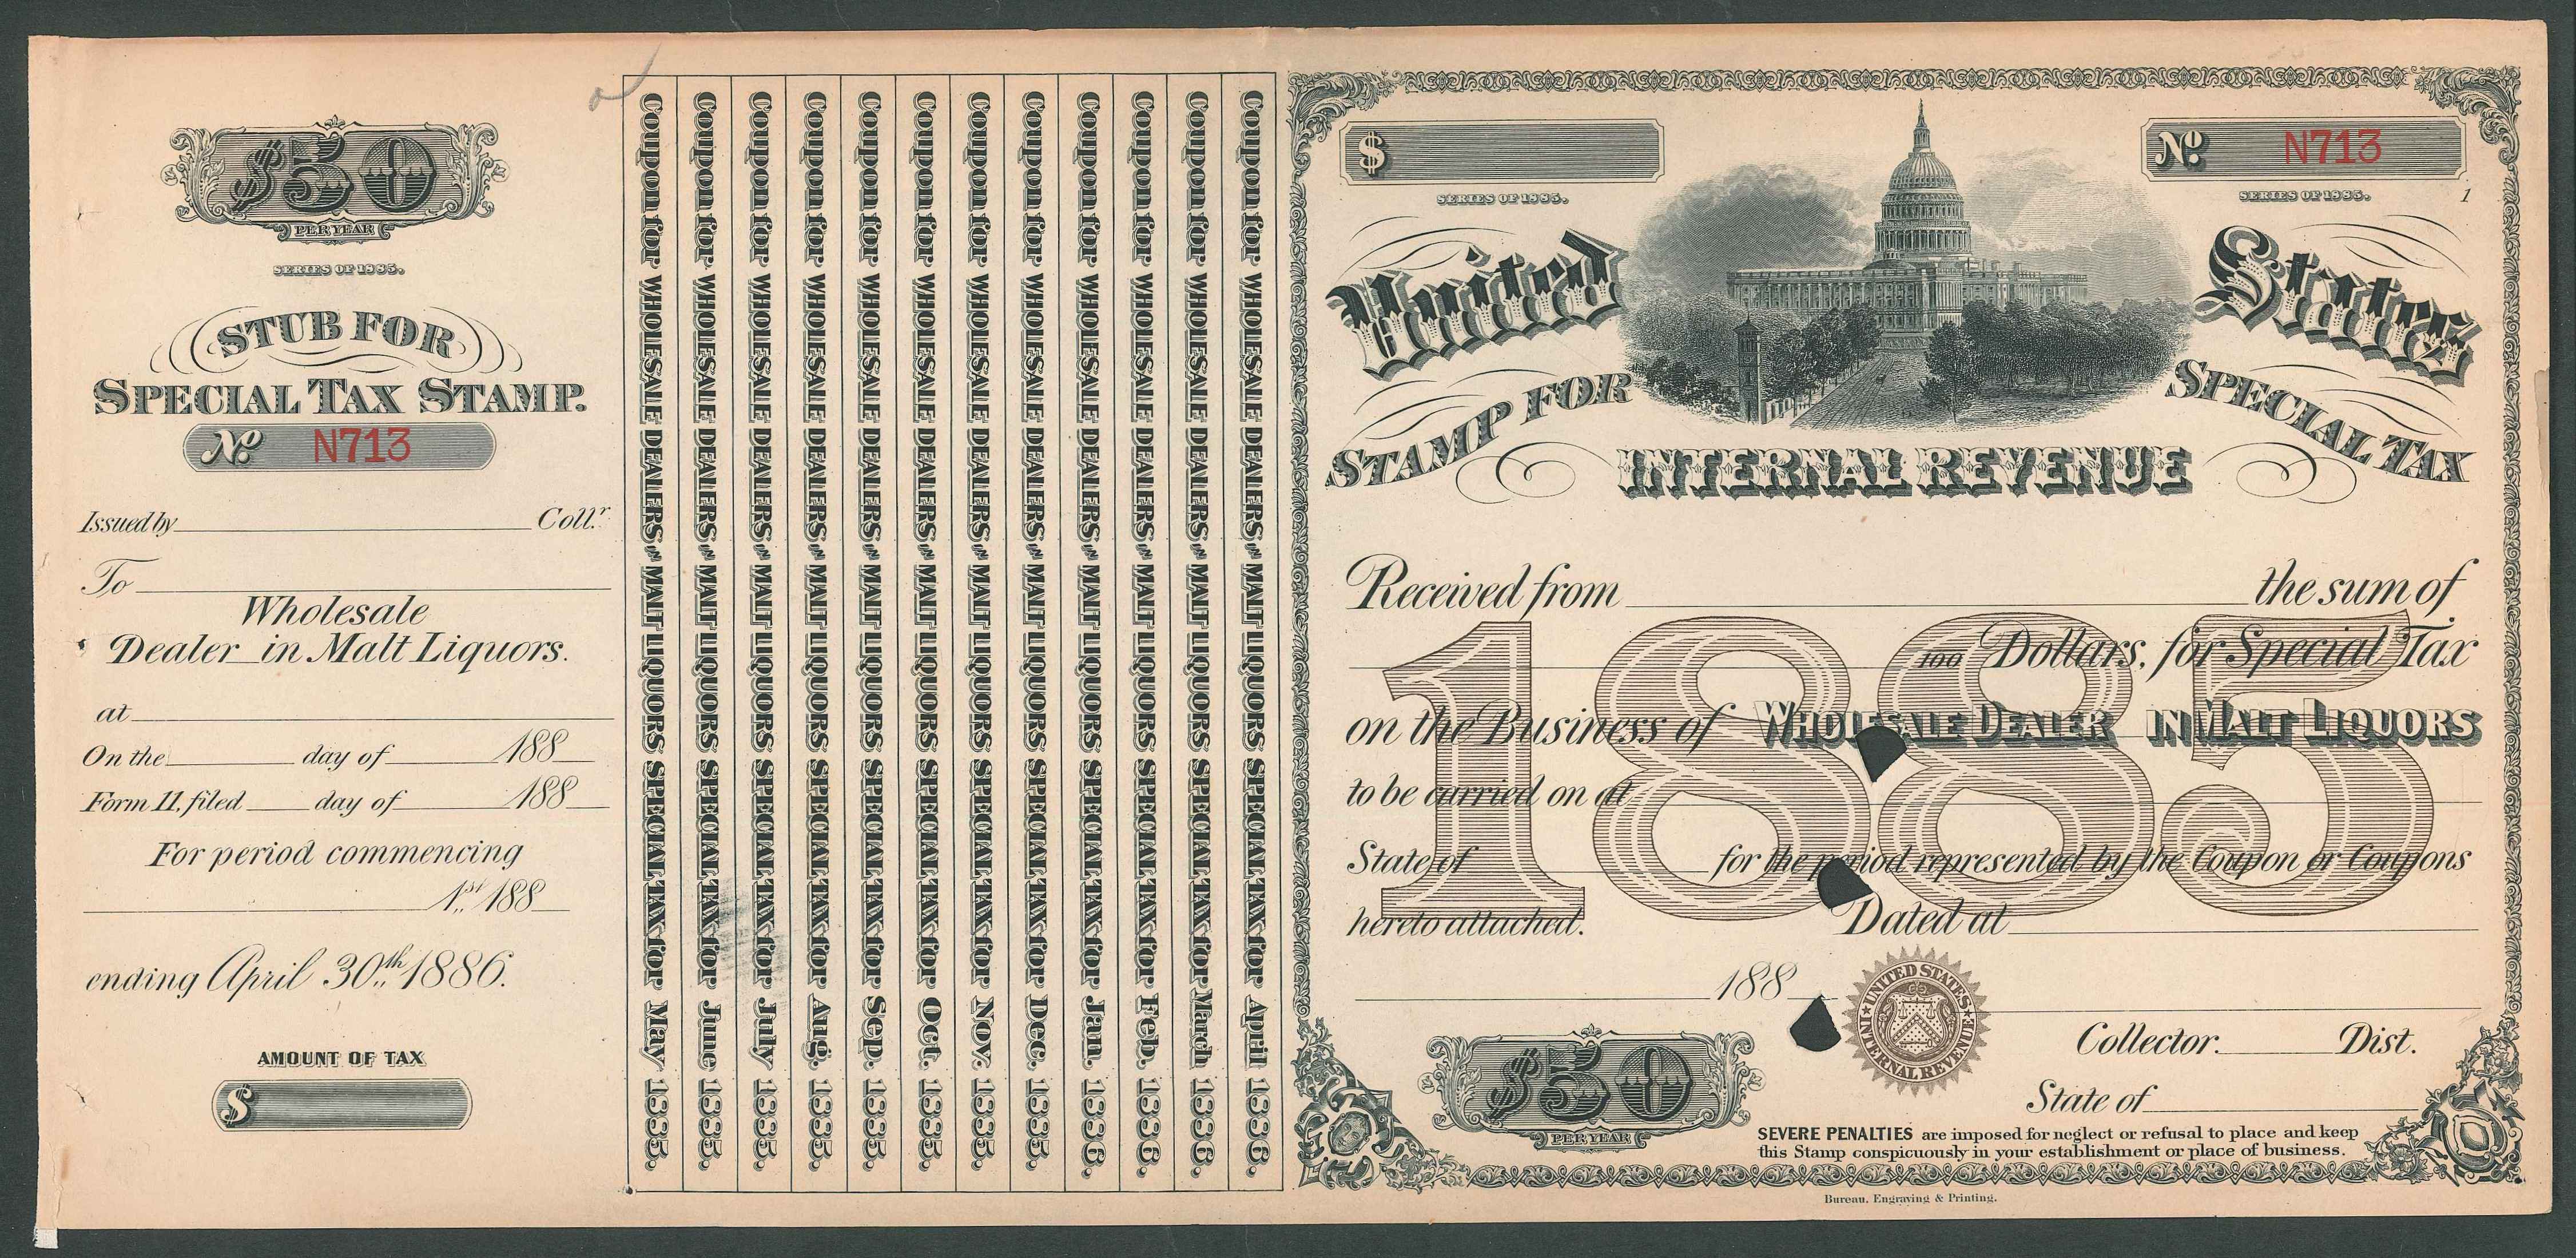 $50
PER YEAR
SERIES OF 1885.
STUB FOR
SPECIAL TAX STAMP.
No. N713
Issued by Collr.
To
Wholesale
Dealer in Malt Liquors.
at
On the day of 188
Form 11, filed day of 188
For period commencing
1st 188
ending April 30th 1886.
AMOUNT OF TAX
$
Coupon for WHOLESALE DEALERS IN MALT LIQUORS SPECIAL TAX for May 1885.
Coupon for WHOLESALE DEALERS IN MALT LIQUORS SPECIAL TAX for June 1885.
Coupon for WHOLESALE DEALERS IN MALT LIQUORS SPECIAL TAX for July 1885.
Coupon for WHOLESALE DEALERS IN MALT LIQUORS SPECIAL TAX for Aug. 1885.
Coupon for WHOLESALE DEALERS IN MALT LIQUORS SPECIAL TAX for Sep. 1885.
Coupon for WHOLESALE DEALERS IN MALT LIQUORS SPECIAL TAX for Oct. 1885.
Coupon for WHOLESALE DEALERS IN MALT LIQUORS SPECIAL TAX for Nov. 1885.
Coupon for WHOLESALE DEALERS IN MALT LIQUORS SPECIAL TAX for Dec. 1885.
Coupon for WHOLESALE DEALERS IN MALT LIQUORS SPECIAL TAX for Jan. 1886.
Coupon for WHOLESALE DEALERS IN MALT LIQUORS SPECIAL TAX for Feb. 1886.
Coupon for WHOLESALE DEALERS IN MALT LIQUORS SPECIAL TAX for March 1886.
Coupon for WHOLESALE DEALERS IN MALT LIQUORS SPECIAL TAX for April 1886.
$
No. N713
SERIES OF 1885.
SERIES OF 1885.
1
United States
STAMP FOR SPECIAL TAX
INTERNAL REVENUE
Received from the sum of
100 Dollars, for Special Tax
1885
on the Business of WHOLESALE DEALER IN MALT LIQUORS
to be carried on at
State of for the period represented by the Coupon or Coupons
hereto attached. Dated at
188
UNITED STATES INTERNAL REVENUE
Collector. Dist.
State of
$50
PER YEAR
SEVERE PENALTIES are imposed for neglect or refusal to place and keep
this Stamp conspicuously in your establishment or place of business.
Bureau, Engraving & Printing.